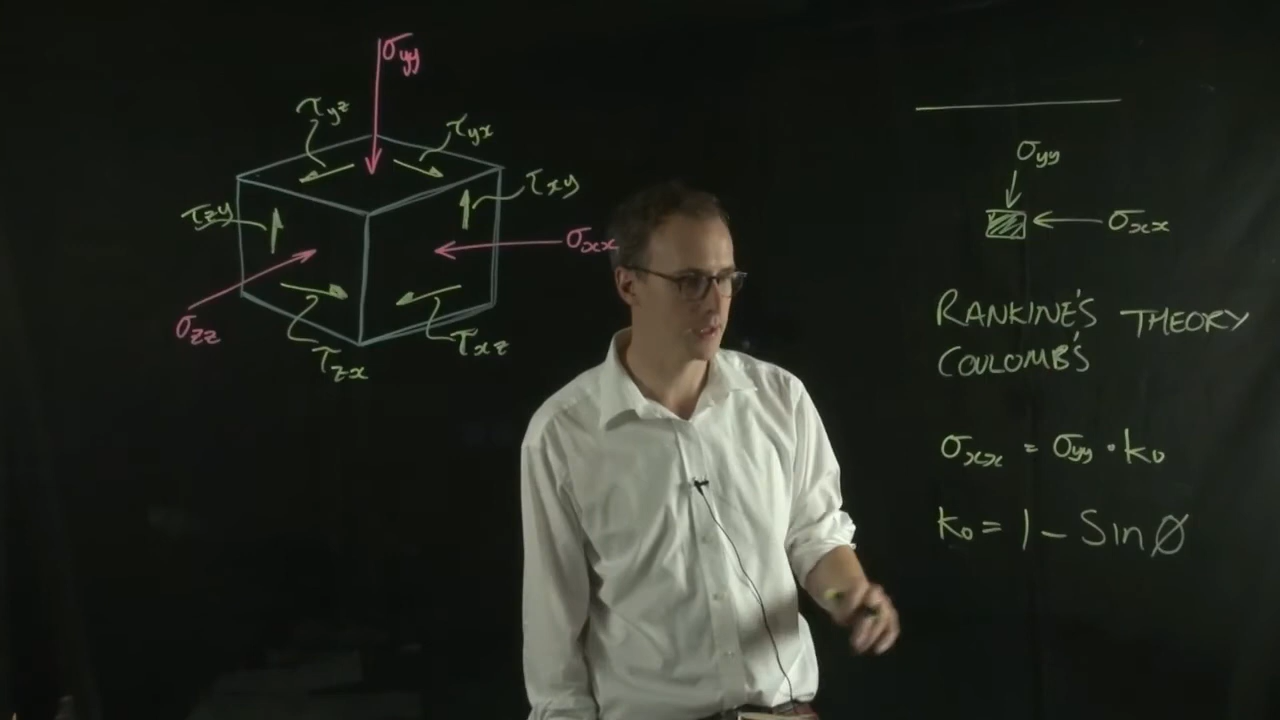 σyy
τyz
τyx
τxy
τzy
σxx
σzz
τzx
τxz
σyy
σxx
RANKINE'S THEORY
COULOMB'S
σxx = σyy · k₀
k₀ = 1 - Sin Ø